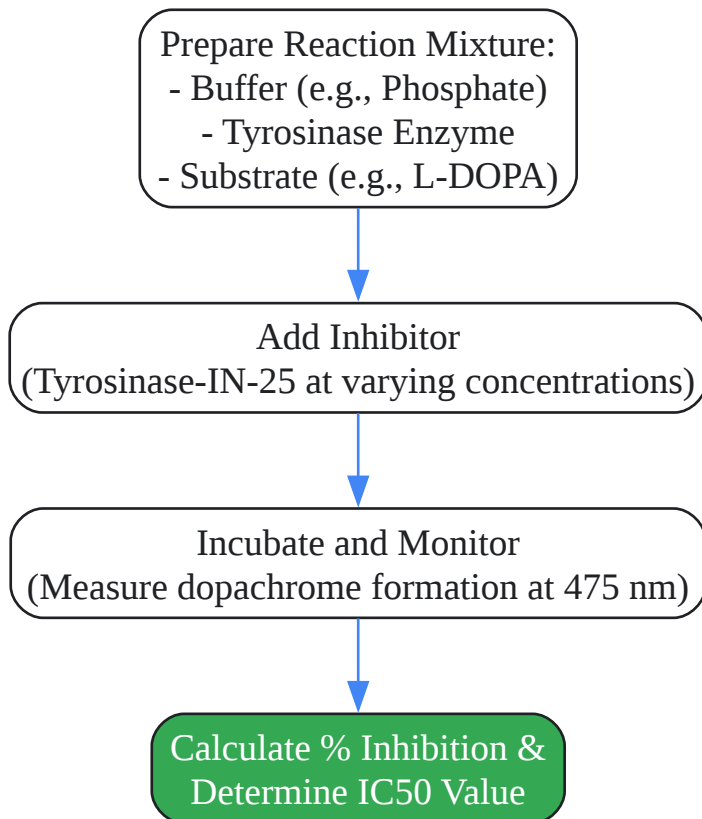 Prepare Reaction Mixture:
- Buffer (e.g., Phosphate)
- Tyrosinase Enzyme
- Substrate (e.g., L-DOPA)
Add Inhibitor
(Tyrosinase-IN-25 at varying concentrations)
Incubate and Monitor
(Measure dopachrome formation at 475 nm)
Calculate % Inhibition &
Determine IC50 Value